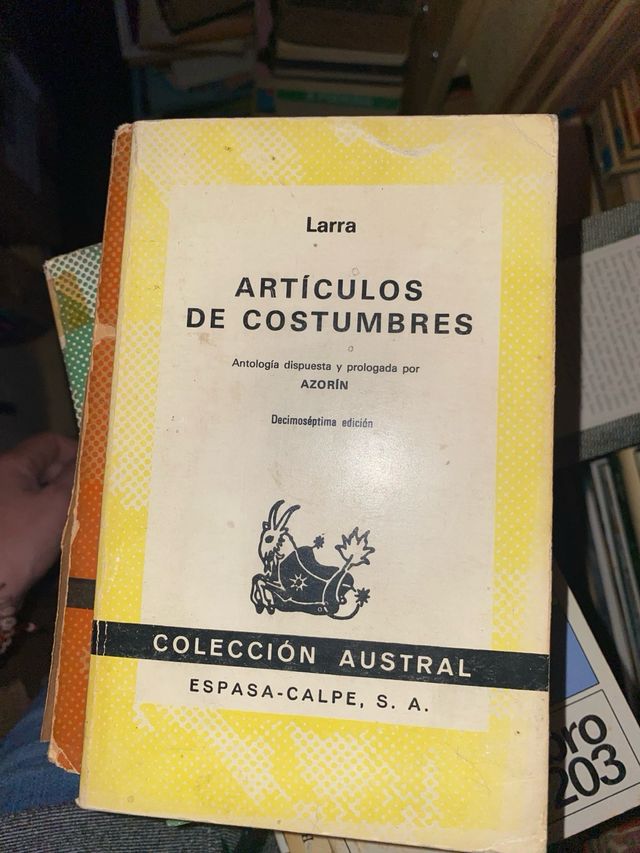 Larra
ARTÍCULOS
DE COSTUMBRES
Antología dispuesta y prologada por
AZORÍN
Decimoséptima edición
COLECCIÓN AUSTRAL
ESPASA-CALPE, S. A.
203